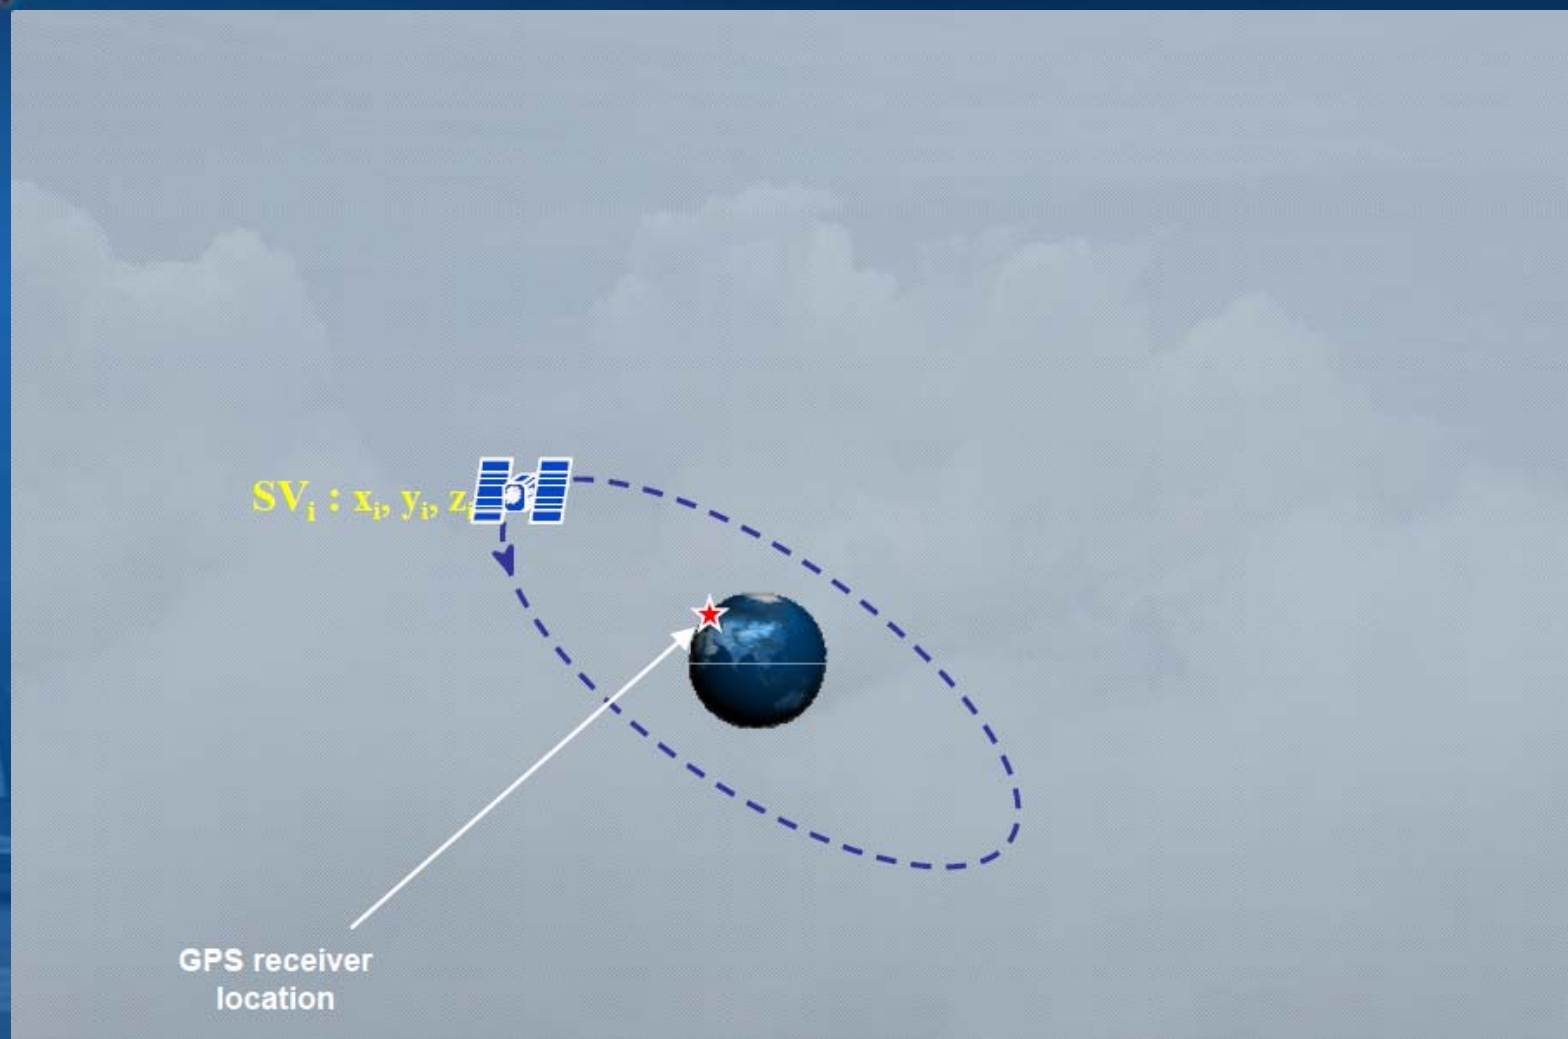 SVᵢ : xᵢ, yᵢ, zᵢ
GPS receiver
location